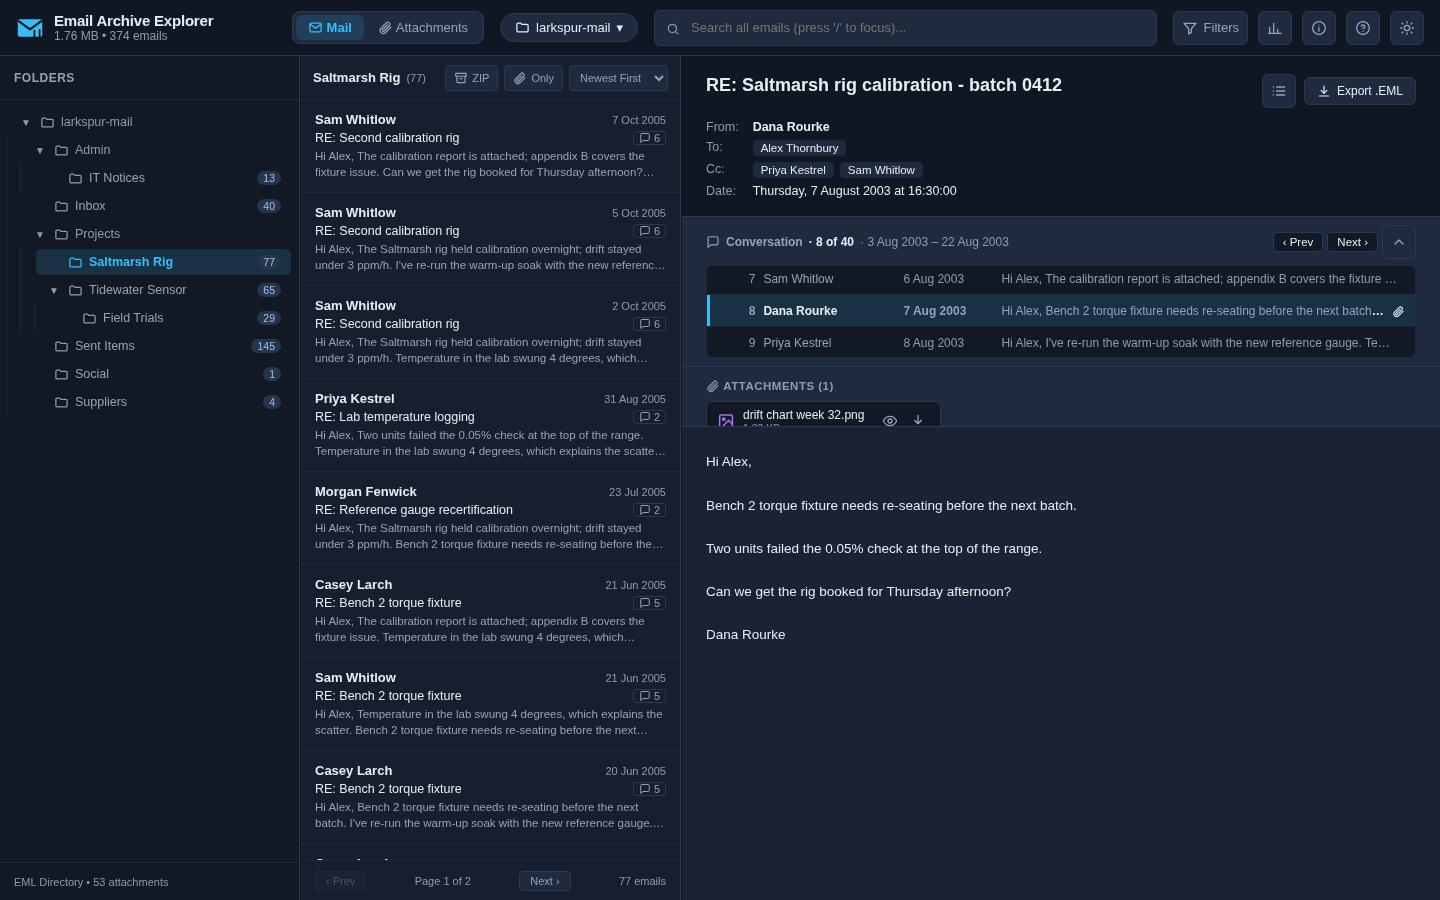 Email Archive Explorer
1.76 MB • 374 emails
Mail
Attachments
larkspur-mail ▾
Search all emails (press '/' to focus)...
Filters
FOLDERS
▼ larkspur-mail
▼ Admin
IT Notices 13
Inbox 40
▼ Projects
Saltmarsh Rig 77
▼ Tidewater Sensor 65
Field Trials 29
Sent Items 145
Social 1
Suppliers 4
EML Directory • 53 attachments
Saltmarsh Rig (77)
ZIP
Only
Newest First
Sam Whitlow 7 Oct 2005
RE: Second calibration rig 6
Hi Alex, The calibration report is attached; appendix B covers the
fixture issue. Can we get the rig booked for Thursday afternoon?…
Sam Whitlow 5 Oct 2005
RE: Second calibration rig 6
Hi Alex, The Saltmarsh rig held calibration overnight; drift stayed
under 3 ppm/h. I've re-run the warm-up soak with the new referenc…
Sam Whitlow 2 Oct 2005
RE: Second calibration rig 6
Hi Alex, The Saltmarsh rig held calibration overnight; drift stayed
under 3 ppm/h. Temperature in the lab swung 4 degrees, which…
Priya Kestrel 31 Aug 2005
RE: Lab temperature logging 2
Hi Alex, Two units failed the 0.05% check at the top of the range.
Temperature in the lab swung 4 degrees, which explains the scatte…
Morgan Fenwick 23 Jul 2005
RE: Reference gauge recertification 2
Hi Alex, The Saltmarsh rig held calibration overnight; drift stayed
under 3 ppm/h. Bench 2 torque fixture needs re-seating before the…
Casey Larch 21 Jun 2005
RE: Bench 2 torque fixture 5
Hi Alex, The calibration report is attached; appendix B covers the
fixture issue. Temperature in the lab swung 4 degrees, which…
Sam Whitlow 21 Jun 2005
RE: Bench 2 torque fixture 5
Hi Alex, Temperature in the lab swung 4 degrees, which explains the
scatter. Bench 2 torque fixture needs re-seating before the next…
Casey Larch 20 Jun 2005
RE: Bench 2 torque fixture 5
Hi Alex, Bench 2 torque fixture needs re-seating before the next
batch. I've re-run the warm-up soak with the new reference gauge.…
‹ Prev
Page 1 of 2
Next ›
77 emails
RE: Saltmarsh rig calibration - batch 0412
Export .EML
From: Dana Rourke
To: Alex Thornbury
Cc: Priya Kestrel Sam Whitlow
Date: Thursday, 7 August 2003 at 16:30:00
Conversation · 8 of 40 · 3 Aug 2003 – 22 Aug 2003
‹ Prev
Next ›
7 Sam Whitlow 6 Aug 2003 Hi Alex, The calibration report is attached; appendix B covers the fixture …
8 Dana Rourke 7 Aug 2003 Hi Alex, Bench 2 torque fixture needs re-seating before the next batch…
9 Priya Kestrel 8 Aug 2003 Hi Alex, I've re-run the warm-up soak with the new reference gauge. Te…
ATTACHMENTS (1)
drift chart week 32.png
Hi Alex,
Bench 2 torque fixture needs re-seating before the next batch.
Two units failed the 0.05% check at the top of the range.
Can we get the rig booked for Thursday afternoon?
Dana Rourke